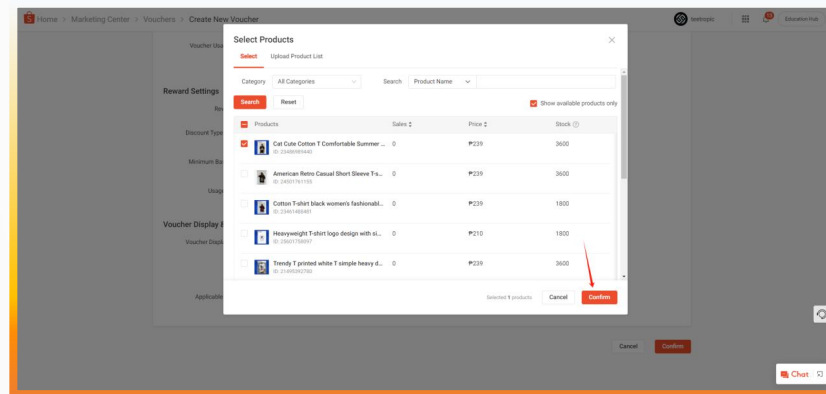 Home > Marketing Center > Vouchers > Create New Voucher
Education Hub
Voucher
Reward Settings
Discount Type
Minimum
Usage
Voucher Display
Applicable
Select Products
Select Upload Product List
Category All Categories Search Product Name
Search Reset Show available products only
Products Sales Price Stock
Cat Cute Cotton T Comfortable Summer ... 0 ₱239 3600
ID: 23486989440
American Retro Casual Short Sleeve T-s... 0 ₱239 3600
ID: 24501761155
Cotton T-shirt black women's fashionabl... 0 ₱239 1800
Heavyweight T-shirt logo design with si... 0 ₱210 1800
Trendy T printed white T simple heavy d... 0 ₱239 3600
Selected 1 products Cancel Confirm
Cancel Confirm
Chat